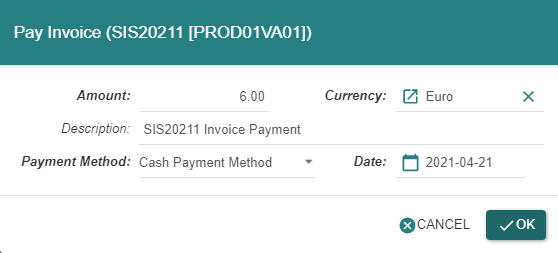 Pay Invoice (SIS20211 [PROD01VA01])
Amount: 6.00 Currency: Euro
Description: SIS20211 Invoice Payment
Payment Method: Cash Payment Method Date: 2021-04-21
CANCEL OK